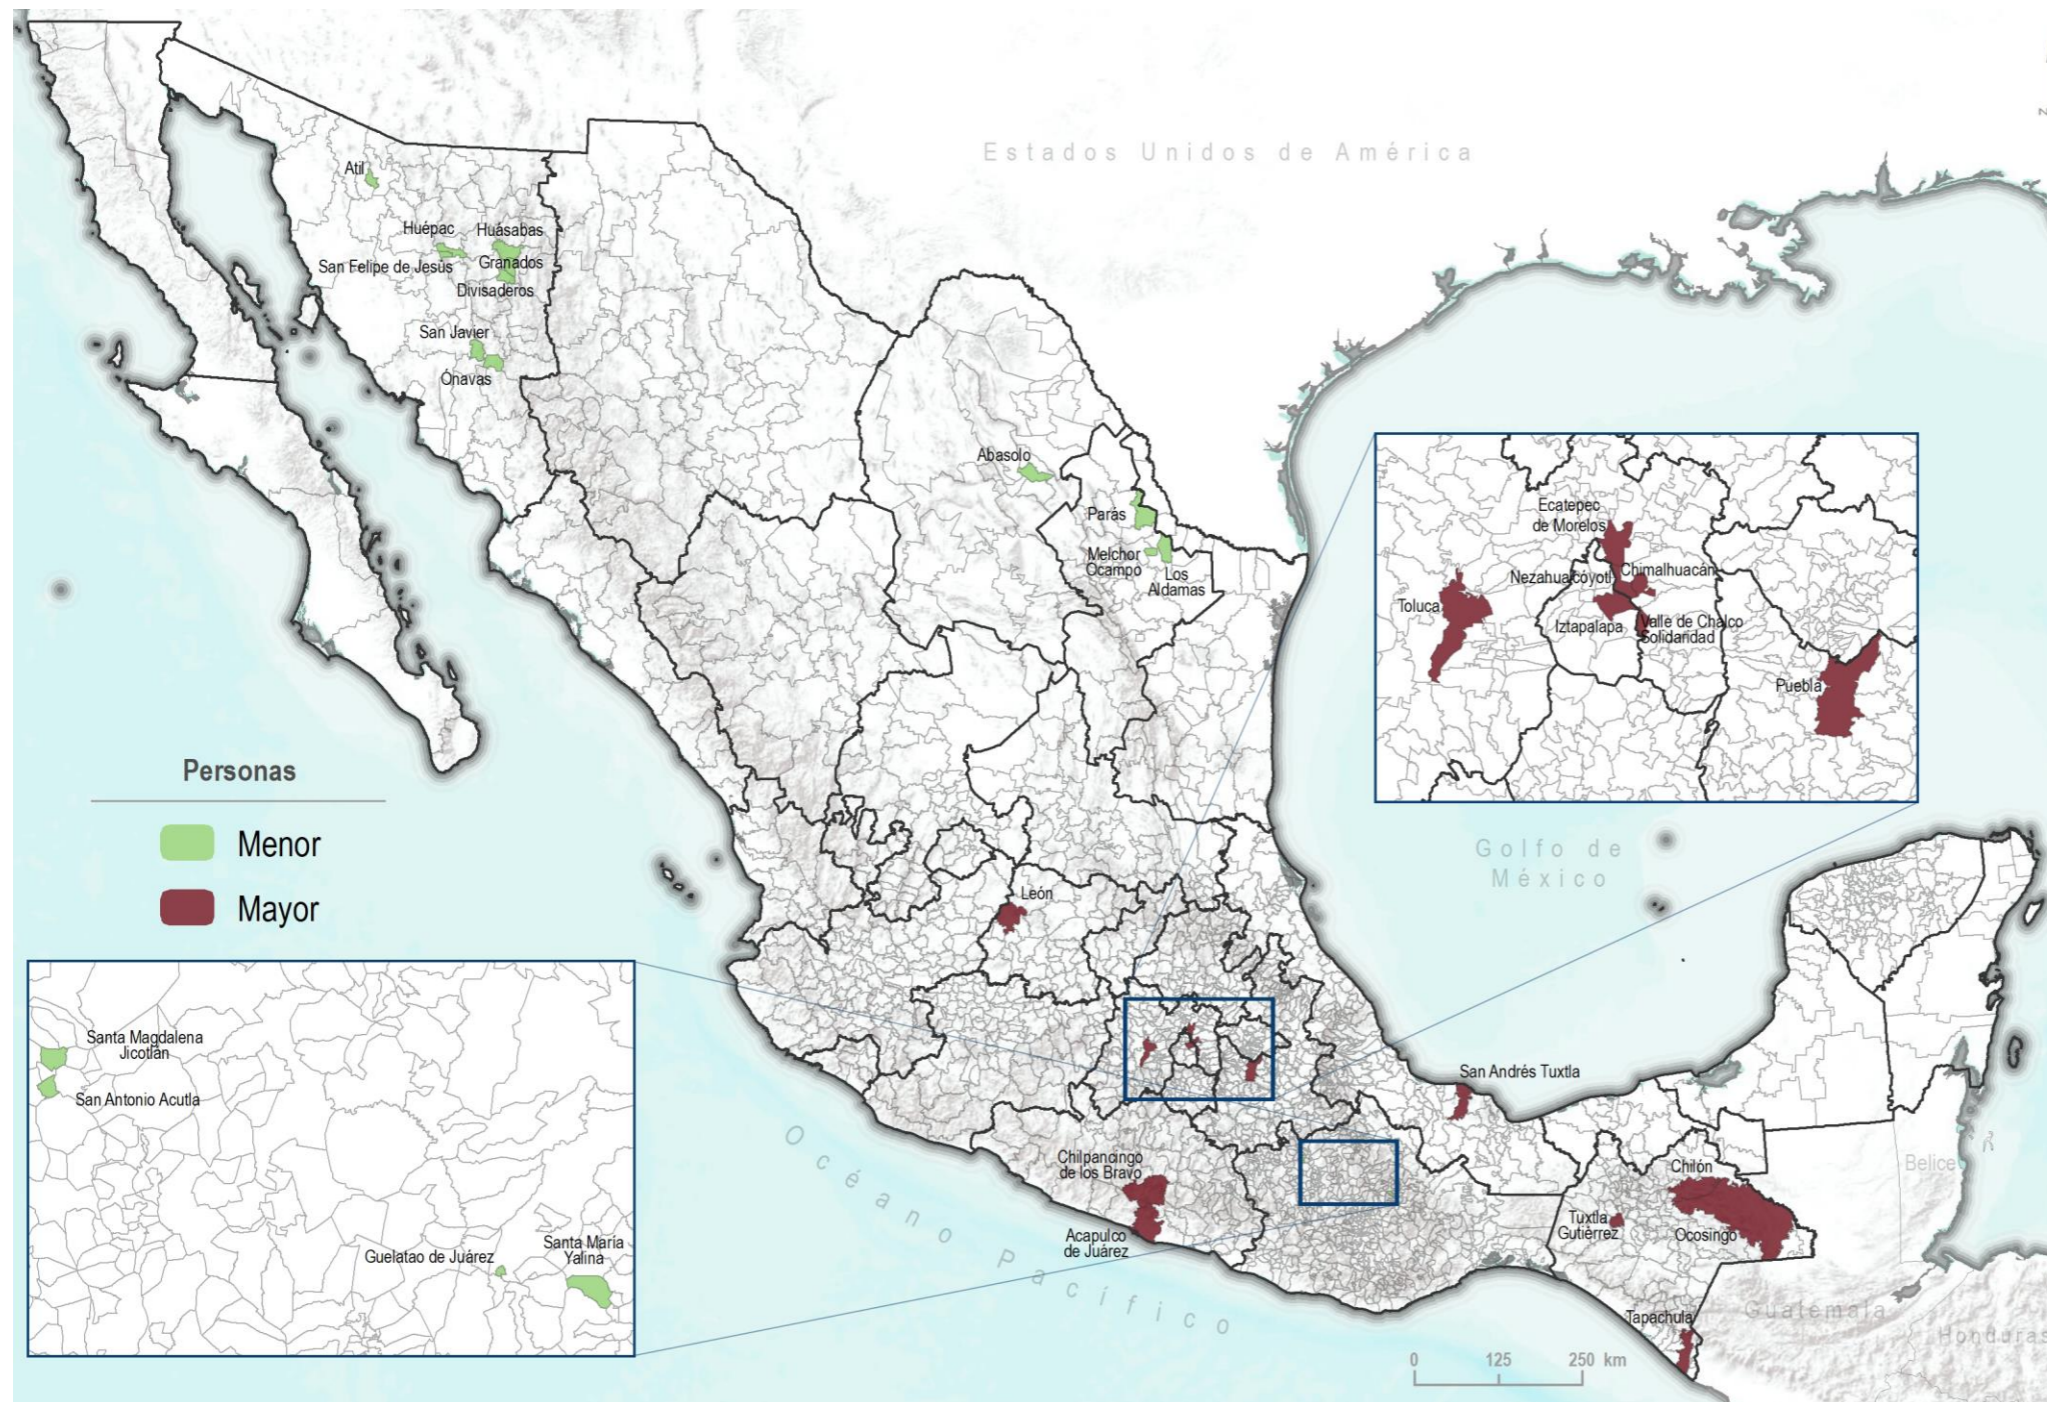 Estados Unidos de América
Atil
Huépac
Huásabas
San Felipe de Jesús
Granados
Divisaderos
San Javier
Ónavas
Abasolo
Parás
Melchor
Ocampo
Los
Aldamas
Ecatepec
de Morelos
Nezahualcóyotl
Chimalhuacán
Toluca
Iztapalapa
Valle de Chalco
Solidaridad
Puebla
Personas
Menor
Mayor
Golfo de
México
León
Santa Magdalena
Jicotlán
San Antonio Acutla
Guelatao de Juárez
Santa María
Yalina
San Andrés Tuxtla
Chilpancingo
de los Bravo
Acapulco
de Juárez
Océano Pacífico
Chilón
Tuxtla
Gutiérrez
Ocosingo
Tapachula
Belice
Guatemala
Honduras
0 125 250 km